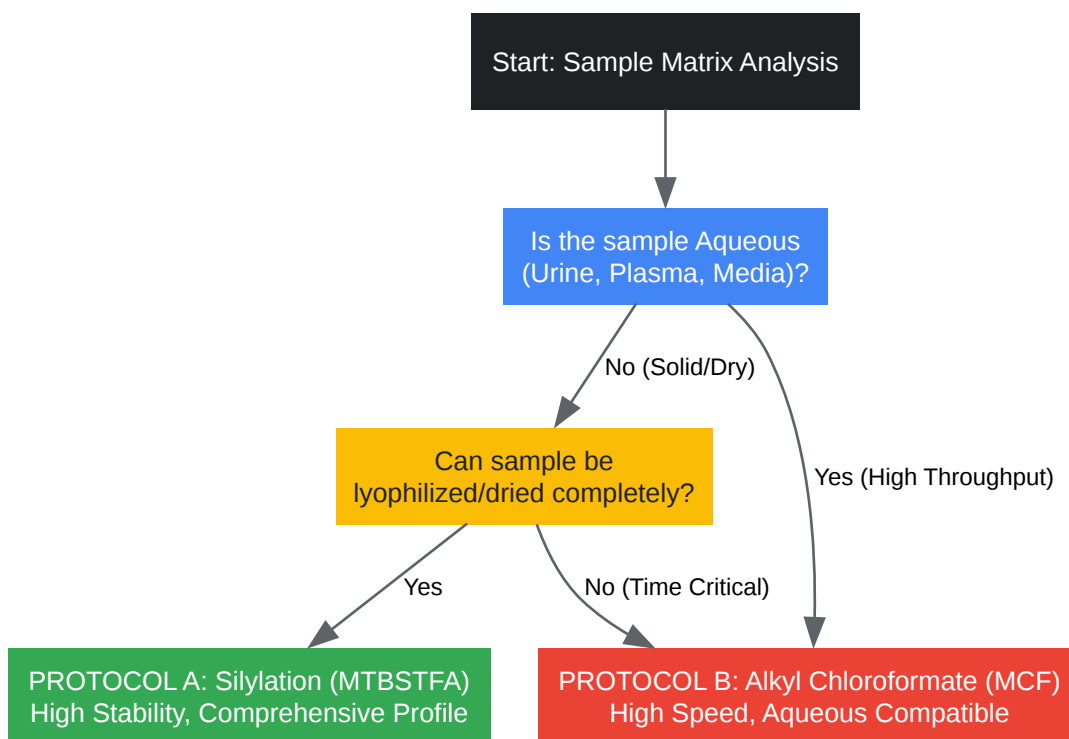 Start: Sample Matrix Analysis
Is the sample Aqueous
(Urine, Plasma, Media)?
No (Solid/Dry)
Can sample be
lyophilized/dried completely?
Yes (High Throughput)
Yes
No (Time Critical)
PROTOCOL A: Silylation (MTBSTFA)
High Stability, Comprehensive Profile
PROTOCOL B: Alkyl Chloroformate (MCF)
High Speed, Aqueous Compatible